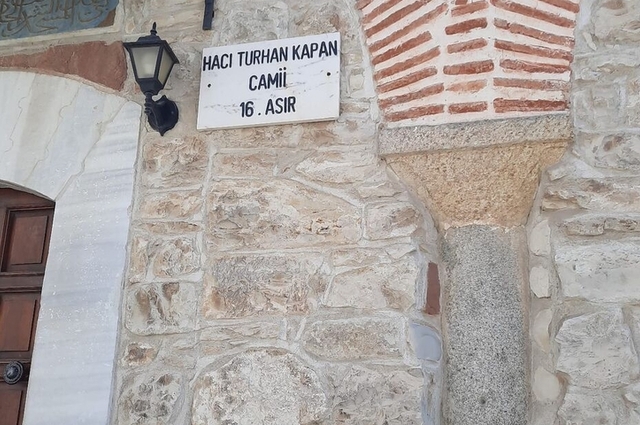 HACI TURHAN KAPAN
CAMİİ
16. ASIR